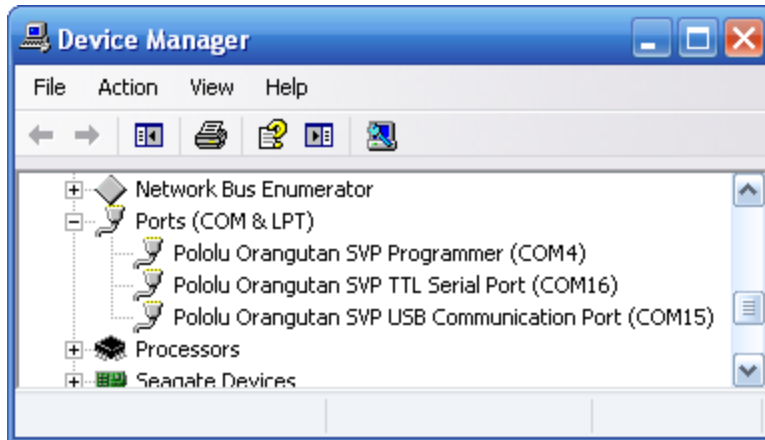 Device Manager
File Action View Help
Network Bus Enumerator
Ports (COM & LPT)
Pololu Orangutan SVP Programmer (COM4)
Pololu Orangutan SVP TTL Serial Port (COM16)
Pololu Orangutan SVP USB Communication Port (COM15)
Processors
Seagate Devices